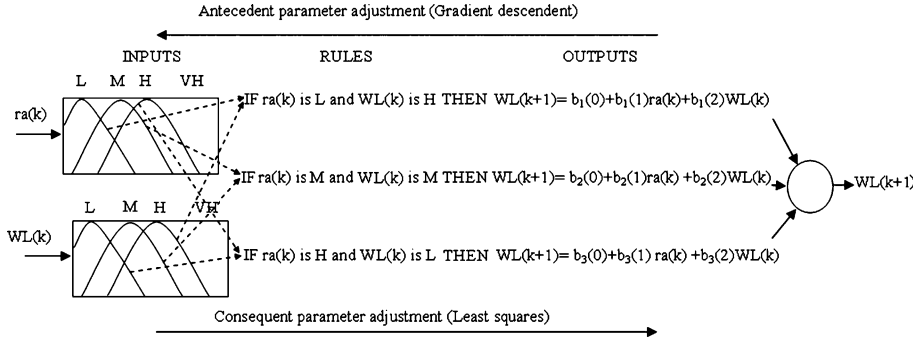 Antecedent parameter adjustment (Gradient descendent)
INPUTS RULES OUTPUTS
L M H VH
ra(k)
IF ra(k) is L and WL(k) is H THEN WL(k+1)= b1(0)+b1(1)ra(k)+b1(2)WL(k)
IF ra(k) is M and WL(k) is M THEN WL(k+1)= b2(0)+b2(1)ra(k) +b2(2)WL(k)
WL(k+1)
L M H VH
WL(k)
IF ra(k) is H and WL(k) is L THEN WL(k+1)= b3(0)+b3(1) ra(k) +b3(2)WL(k)
Consequent parameter adjustment (Least squares)